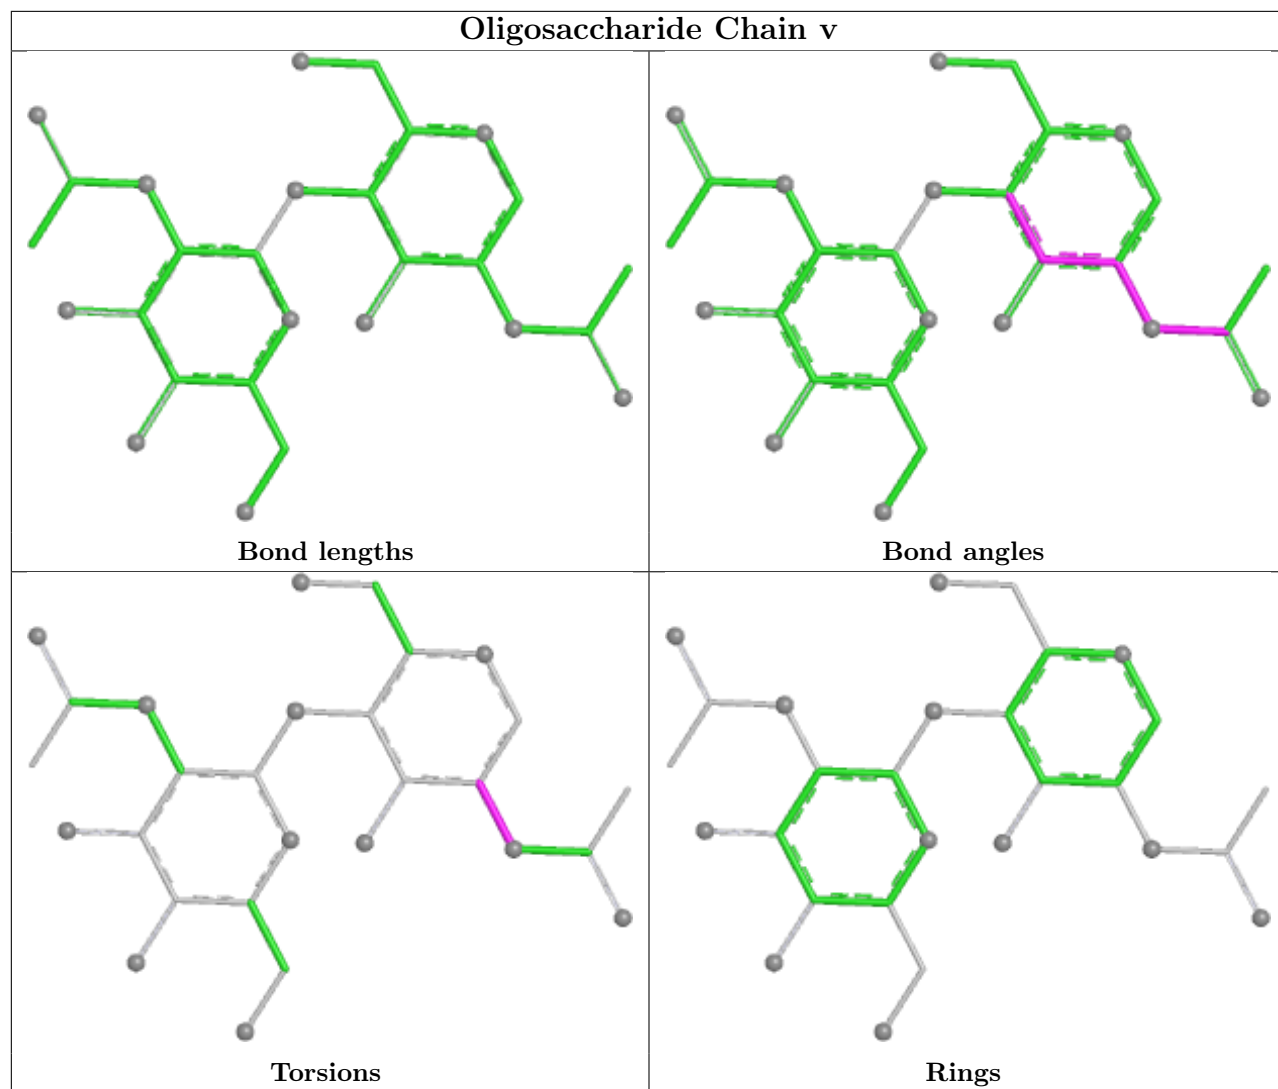 Oligosaccharide Chain v
Bond lengths
Bond angles
Torsions
Rings